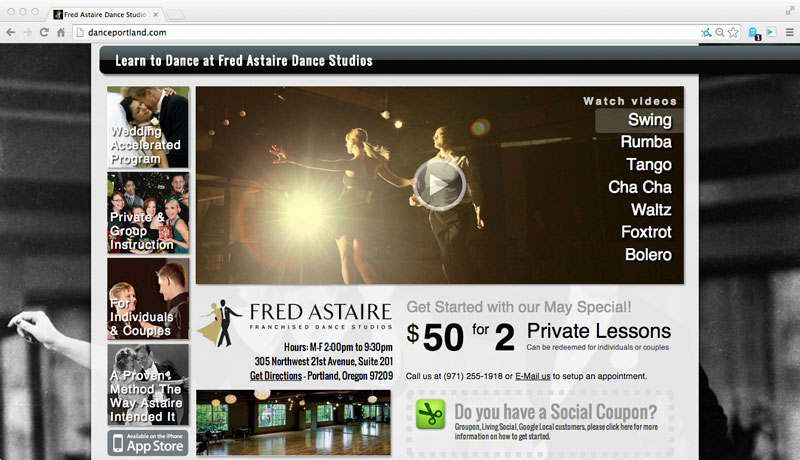 Fred Astaire Dance Studio
danceportland.com
1
Learn to Dance at Fred Astaire Dance Studios
Wedding
Accelerated
Program
Private &
Group
Instruction
For
Individuals
& Couples
A Proven
Method The
Way Astaire
Intended It
Available on the iPhone
App Store
Watch videos
Swing
Rumba
Tango
Cha Cha
Waltz
Foxtrot
Bolero
FRED ASTAIRE
FRANCHISED DANCE STUDIOS
Hours: M-F 2:00pm to 9:30pm
305 Northwest 21st Avenue, Suite 201
Get Directions - Portland, Oregon 97209
Get Started with our May Special!
$50 for 2 Private Lessons
Can be redeemed for individuals or couples
Call us at (971) 255-1918 or E-Mail us to setup an appointment.
Do you have a Social Coupon?
Groupon, Living Social, Google Local customers, please click here for more
information on how to get started.